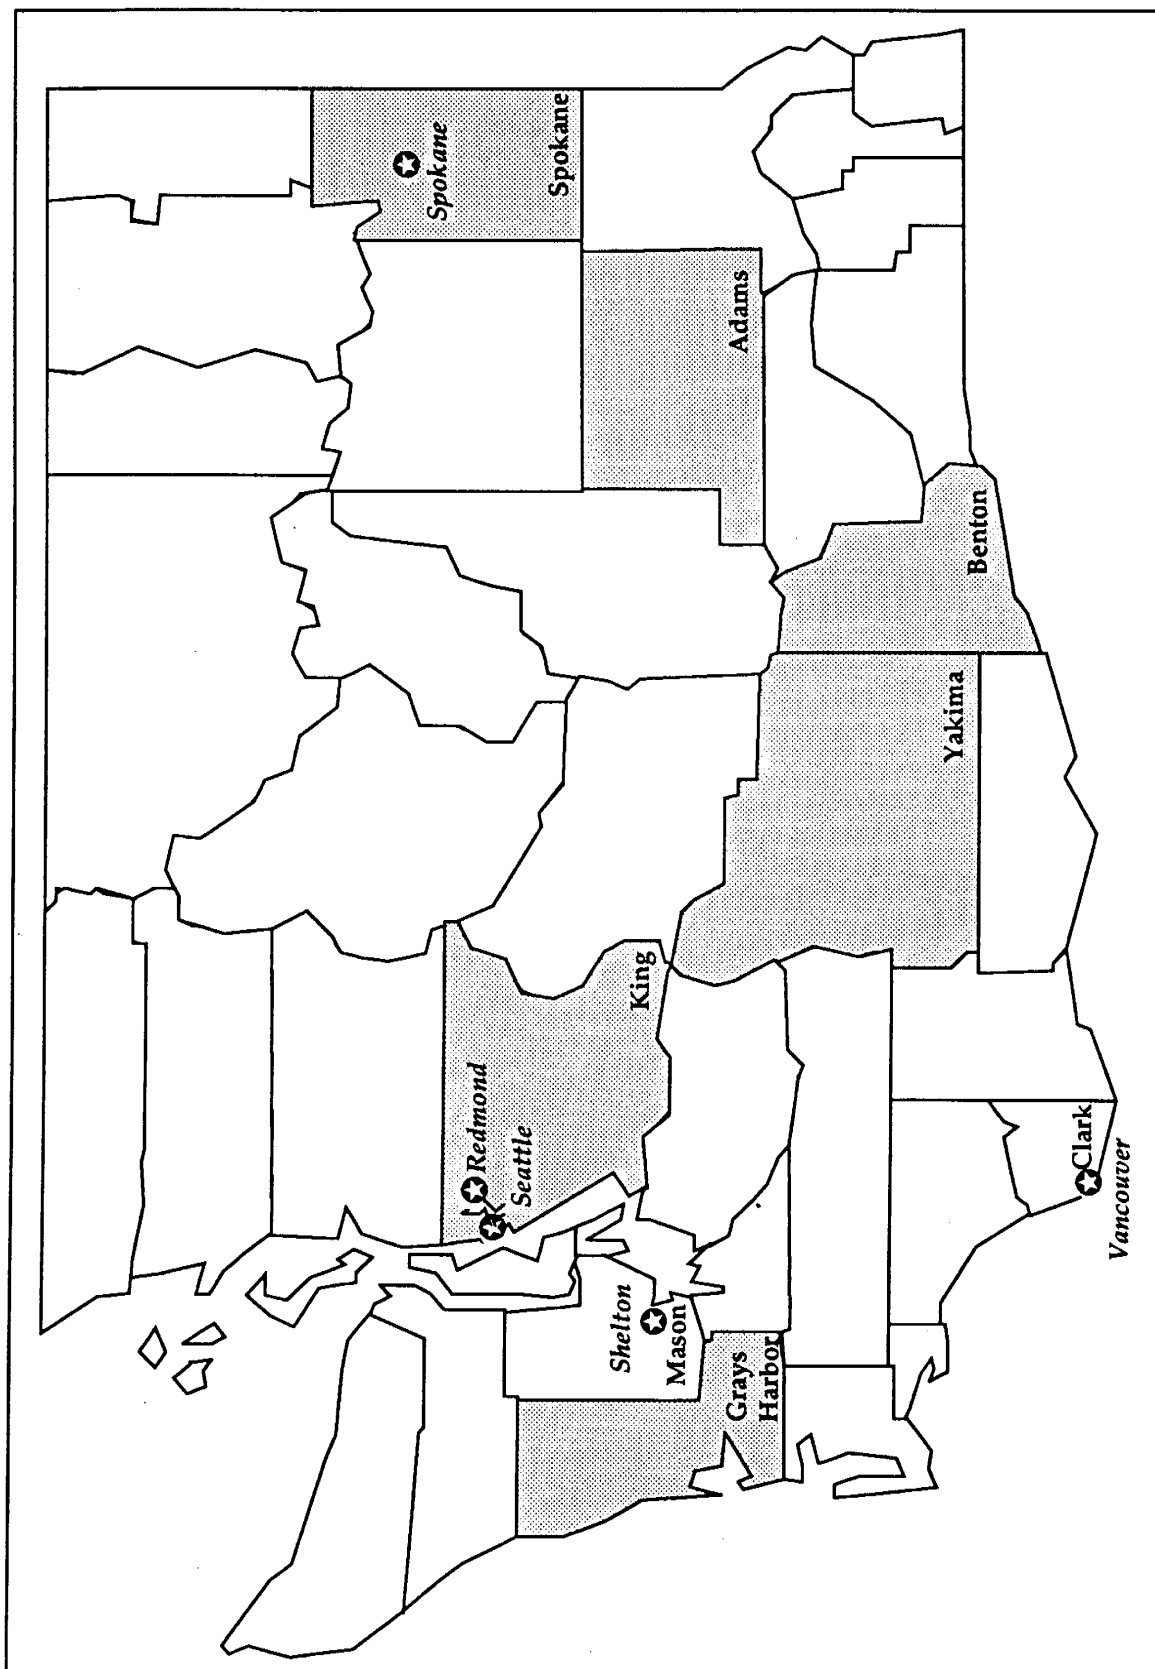 Redmond
Seattle
King
Shelton
Mason
Grays
Harbor
Clark
Vancouver
Yakima
Benton
Adams
Spokane
Spokane